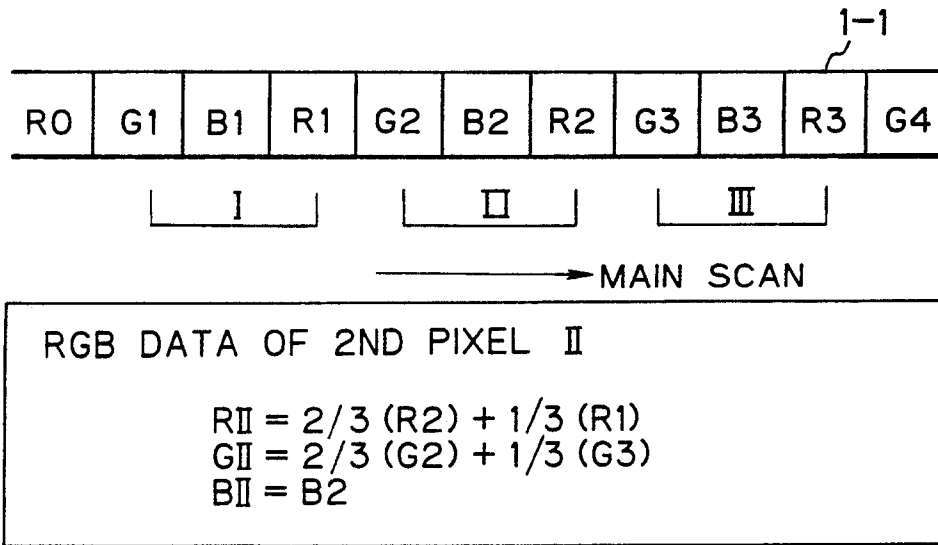 1-1
R0 G1 B1 R1 G2 B2 R2 G3 B3 R3 G4
I II III
MAIN SCAN
RGB DATA OF 2ND PIXEL II
RII = 2/3 (R2) + 1/3 (R1)
GII = 2/3 (G2) + 1/3 (G3)
BII = B2